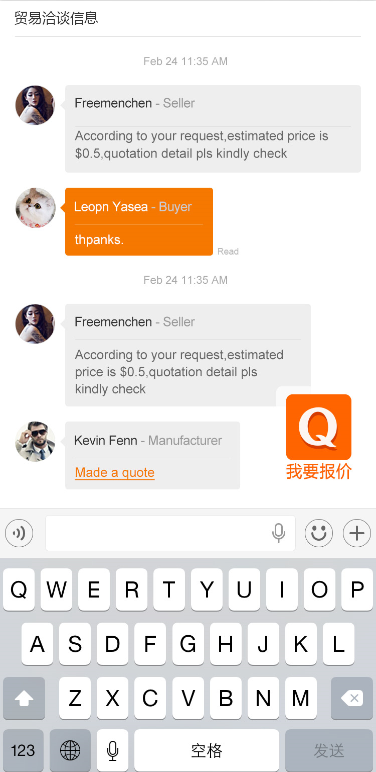 贸易洽谈信息
Feb 24 11:35 AM
Freemenchen - Seller
According to your request,estimated price is
$0.5,quotation detail pls kindly check
Leopn Yasea - Buyer
thpanks.
Read
Feb 24 11:35 AM
Freemenchen - Seller
According to your request,estimated
price is $0.5,quotation detail pls
kindly check
Q
我要报价
Kevin Fenn - Manufacturer
Made a quote
Q W E R T Y U I O P
A S D F G H J K L
Z X C V B N M
123 空格 发送